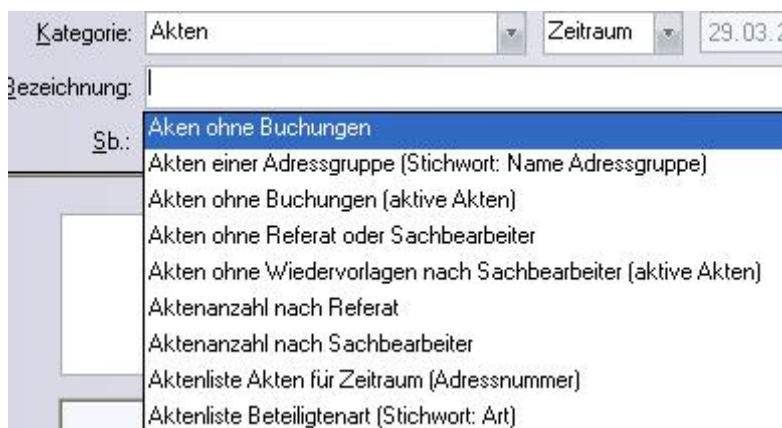 Kategorie: Akten Zeitraum 29.03.2
Bezeichnung:
Aken ohne Buchungen
Sb.: Akten einer Adressgruppe (Stichwort: Name Adressgruppe)
Akten ohne Buchungen (aktive Akten)
Akten ohne Referat oder Sachbearbeiter
Akten ohne Wiedervorlagen nach Sachbearbeiter (aktive Akten)
Aktenanzahl nach Referat
Aktenanzahl nach Sachbearbeiter
Aktenliste Akten für Zeitraum (Adressnummer)
Aktenliste Beteiligtenart (Stichwort: Art)